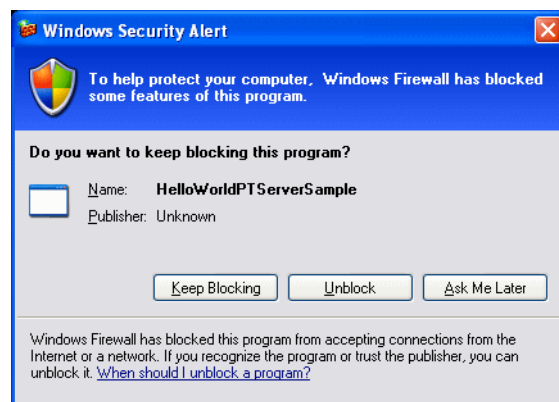 Windows Security Alert
To help protect your computer, Windows Firewall has blocked
some features of this program.
Do you want to keep blocking this program?
Name: HelloWorldPTServerSample
Publisher: Unknown
Keep Blocking Unblock Ask Me Later
Windows Firewall has blocked this program from accepting connections from the
Internet or a network. If you recognize the program or trust the publisher, you can
unblock it. When should I unblock a program?